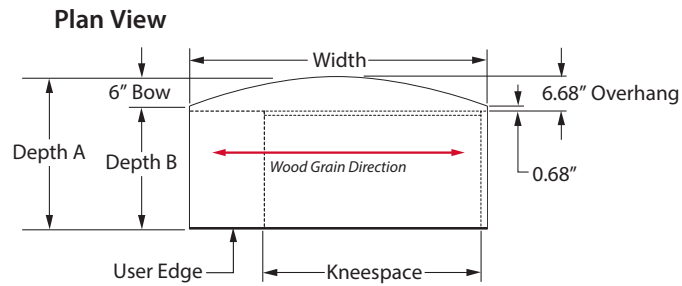 Plan View
Width
6” Bow
6.68” Overhang
Depth A
Depth B
Wood Grain Direction
0.68”
User Edge
Kneespace